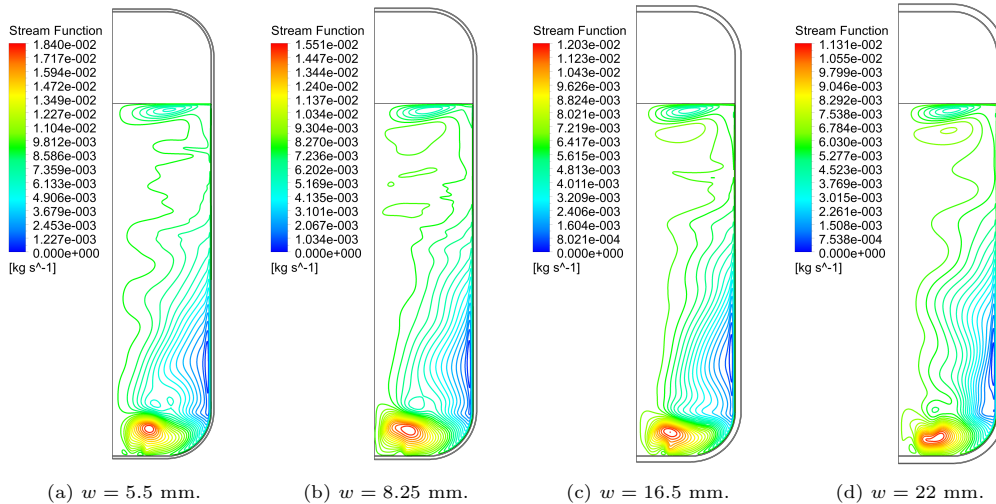 Stream Function
1.840e-002
1.717e-002
1.594e-002
1.472e-002
1.349e-002
1.227e-002
1.104e-002
9.812e-003
8.586e-003
7.359e-003
6.133e-003
4.906e-003
3.679e-003
2.453e-003
1.227e-003
0.000e+000
[kg s^-1]
(a) w = 5.5 mm.
Stream Function
1.551e-002
1.447e-002
1.344e-002
1.240e-002
1.137e-002
1.034e-002
9.304e-003
8.270e-003
7.236e-003
6.202e-003
5.169e-003
4.135e-003
3.101e-003
2.067e-003
1.034e-003
0.000e+000
[kg s^-1]
(b) w = 8.25 mm.
Stream Function
1.203e-002
1.123e-002
1.043e-002
9.626e-003
8.824e-003
8.021e-003
7.219e-003
6.417e-003
5.615e-003
4.813e-003
4.011e-003
3.209e-003
2.406e-003
1.604e-003
8.021e-004
0.000e+000
[kg s^-1]
(c) w = 16.5 mm.
Stream Function
1.131e-002
1.055e-002
9.799e-003
9.046e-003
8.292e-003
7.538e-003
6.784e-003
6.030e-003
5.277e-003
4.523e-003
3.769e-003
3.015e-003
2.261e-003
1.508e-003
7.538e-004
0.000e+000
[kg s^-1]
(d) w = 22 mm.